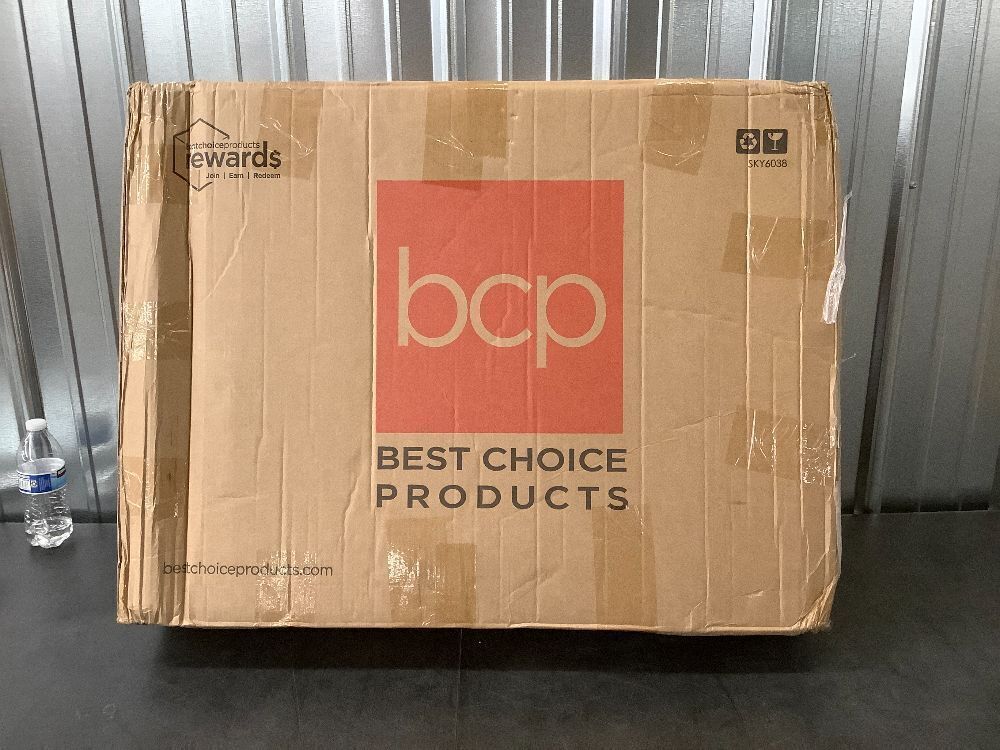 bestchoiceproducts
rewards
Join | Earn | Redeem
SKY6038
bcp
BEST CHOICE
PRODUCTS
bestchoiceproducts.com